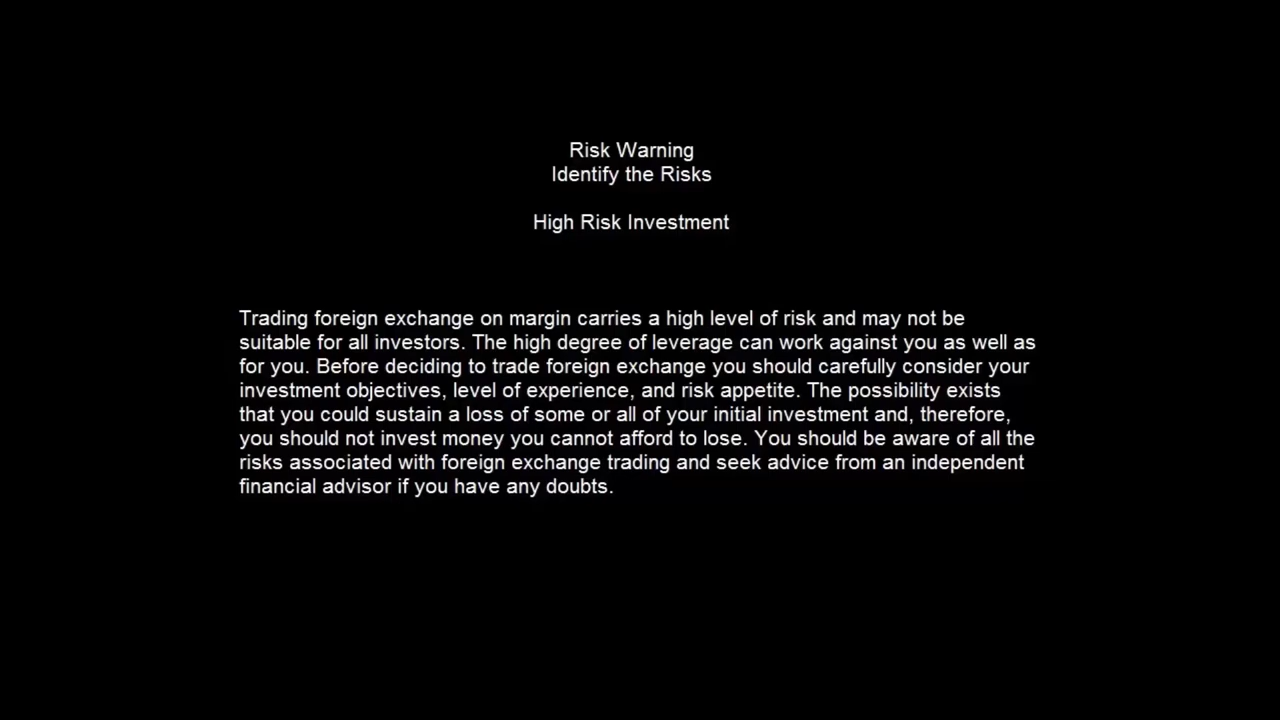 Risk Warning
Identify the Risks
High Risk Investment
Trading foreign exchange on margin carries a high level of risk and may not be
suitable for all investors. The high degree of leverage can work against you as well as
for you. Before deciding to trade foreign exchange you should carefully consider your
investment objectives, level of experience, and risk appetite. The possibility exists
that you could sustain a loss of some or all of your initial investment and, therefore,
you should not invest money you cannot afford to lose. You should be aware of all the
risks associated with foreign exchange trading and seek advice from an independent
financial advisor if you have any doubts.